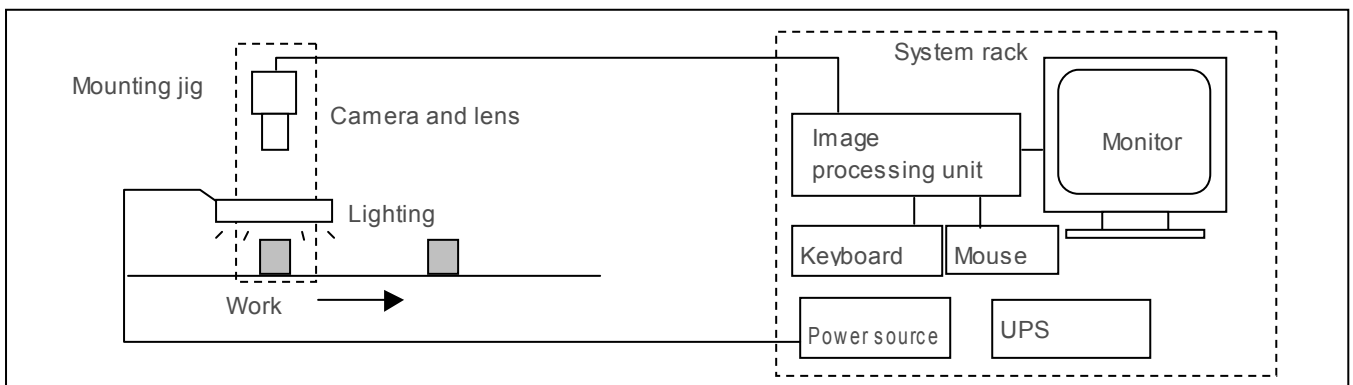 System rack
Mounting jig
Camera and lens
Image
processing unit
Monitor
Lighting
Keyboard
Mouse
Work
Power source
UPS